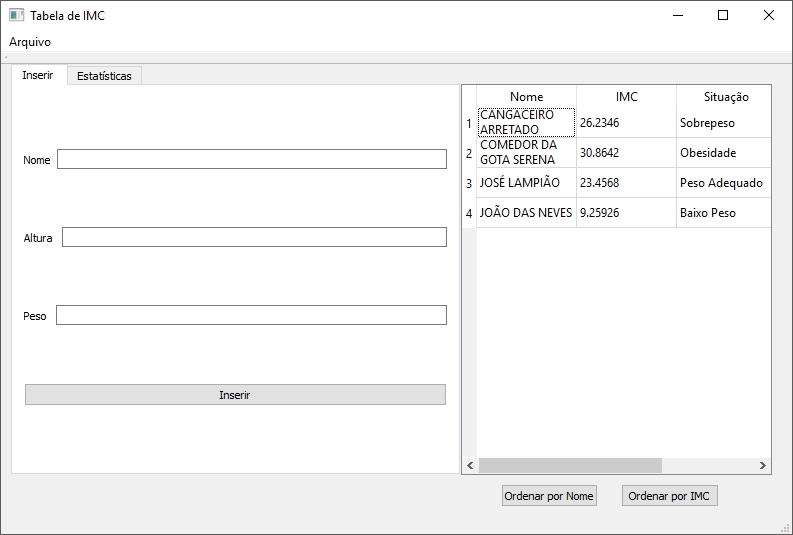 Tabela de IMC
Arquivo
Inserir
Estatísticas
Nome
Altura
Peso
Inserir
Nome IMC Situação
1 CANGACEIRO
ARRETADO 26.2346 Sobrepeso
2 COMEDOR DA
GOTA SERENA 30.8642 Obesidade
3 JOSÉ LAMPIÃO 23.4568 Peso Adequado
4 JOÃO DAS NEVES 9.25926 Baixo Peso
Ordenar por Nome
Ordenar por IMC